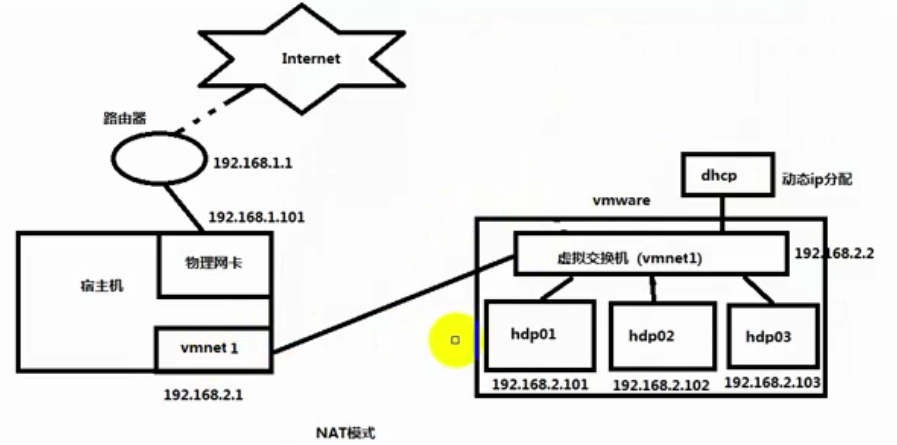 Internet
路由器
192.168.1.1
192.168.1.101
物理网卡
宿主机
vmnet 1
192.168.2.1
dhcp
动态ip分配
vmware
虚拟交换机（vmnet1）
192.168.2.2
hdp01
hdp02
hdp03
192.168.2.101
192.168.2.102
192.168.2.103
NAT模式